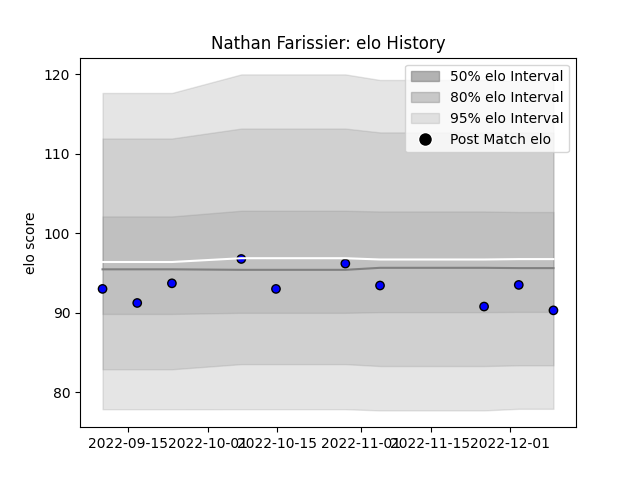 Nathan Farissier: elo History
120
110
100
90
80
elo score
50% elo Interval
80% elo Interval
95% elo Interval
Post Match elo
2022-09-15
2022-10-01
2022-10-15
2022-11-01
2022-11-15
2022-12-01